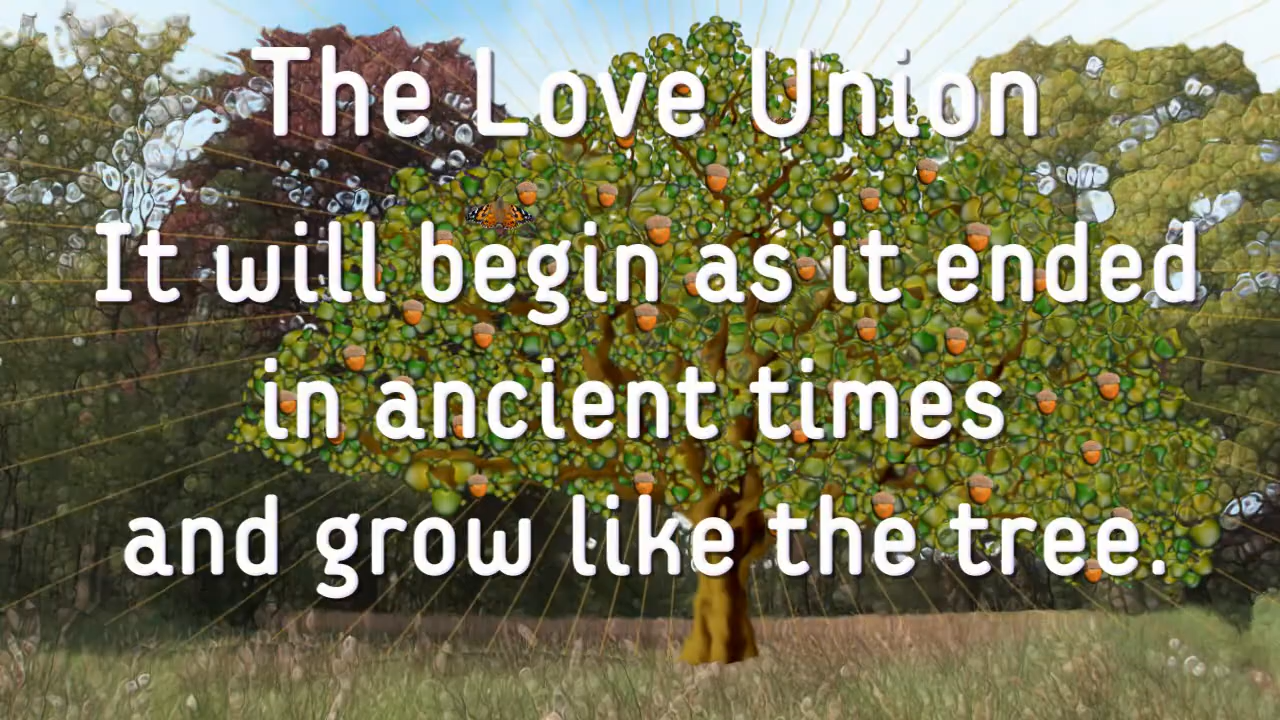 The Love Union
It will begin as it ended
in ancient times
and grow like the tree.